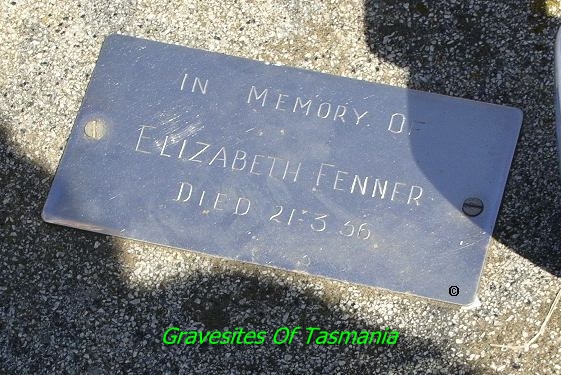 IN MEMORY OF
ELIZABETH FENNER
DIED 21-3 56
©
Gravesites Of Tasmania